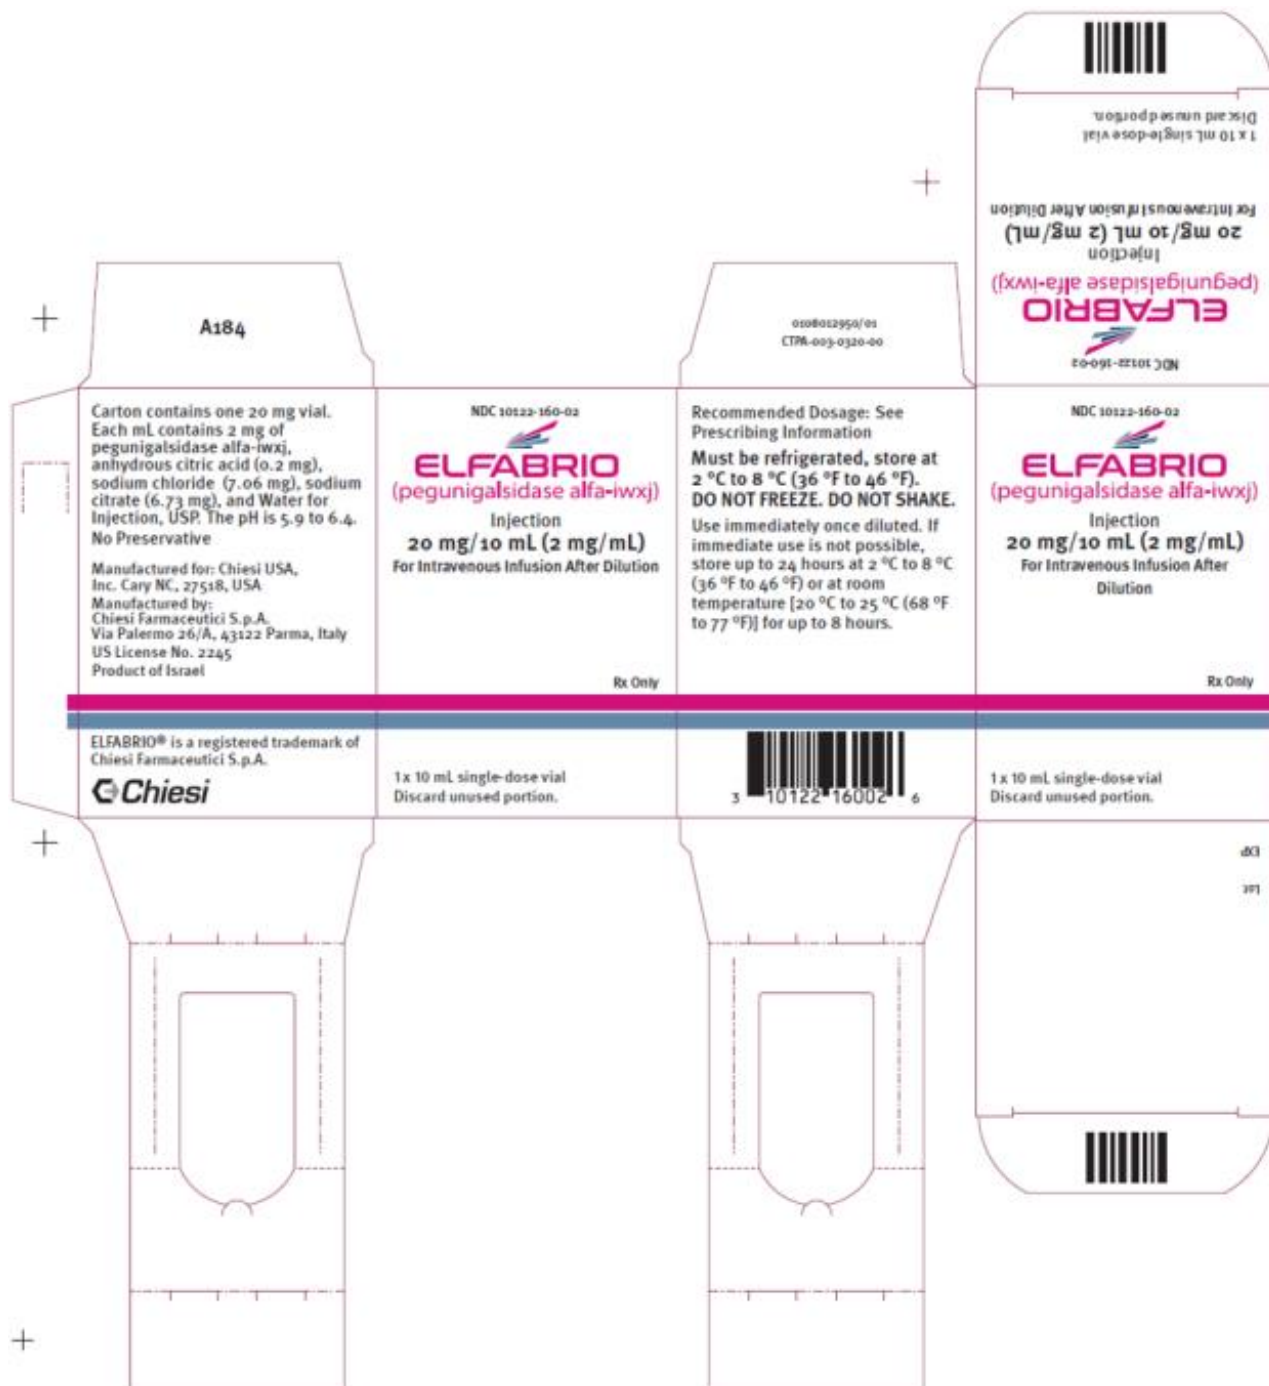 Discard unused portion.
1 x 10 mL single-dose vial
For Intravenous Infusion After Dilution
20 mg/10 mL (2 mg/mL)
Injection
(pegunigalsidase alfa-iwxj)
ELFABRIO
NDC 10122-160-02
A184
0108012950/01
CTPA-003-0320-00
Carton contains one 20 mg vial.
Each mL contains 2 mg of
pegunigalsidase alfa-iwxj,
anhydrous citric acid (0.2 mg),
sodium chloride (7.06 mg), sodium
citrate (6.73 mg), and Water for
Injection, USP. The pH is 5.9 to 6.4.
No Preservative
Manufactured for: Chiesi USA,
Inc. Cary NC, 27518, USA
Manufactured by:
Chiesi Farmaceutici S.p.A.
Via Palermo 26/A, 43122 Parma, Italy
US License No. 2245
Product of Israel
ELFABRIO® is a registered trademark of
Chiesi Farmaceutici S.p.A.
Chiesi
NDC 10122-160-02
ELFABRIO
(pegunigalsidase alfa-iwxj)
Injection
20 mg/10 mL (2 mg/mL)
For Intravenous Infusion After Dilution
Rx Only
1 x 10 mL single-dose vial
Discard unused portion.
Recommended Dosage: See
Prescribing Information
Must be refrigerated, store at
2 °C to 8 °C (36 °F to 46 °F).
DO NOT FREEZE. DO NOT SHAKE.
Use immediately once diluted. If
immediate use is not possible,
store up to 24 hours at 2 °C to 8 °C
(36 °F to 46 °F) or at room
temperature [20 °C to 25 °C (68 °F
to 77 °F)] for up to 8 hours.
3 10122 16002 6
NDC 10122-160-02
ELFABRIO
(pegunigalsidase alfa-iwxj)
Injection
20 mg/10 mL (2 mg/mL)
For Intravenous Infusion After
Dilution
Rx Only
1 x 10 mL single-dose vial
Discard unused portion.
EXP
Lot